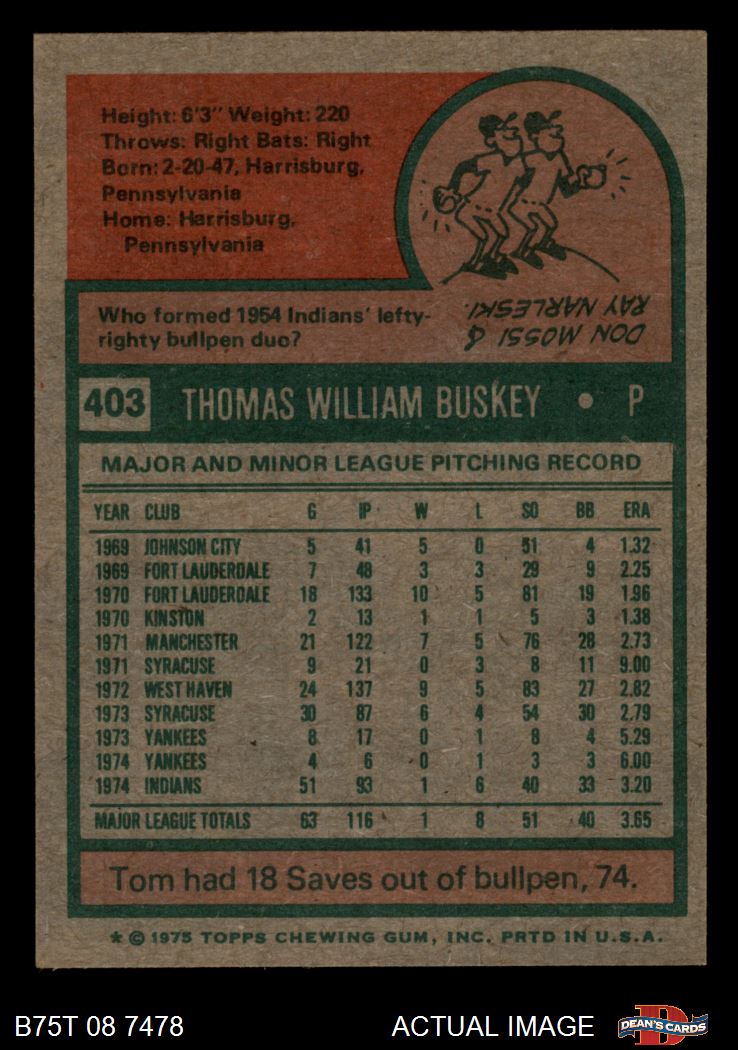 Height: 6'3" Weight: 220
Throws: Right Bats: Right
Born: 2-20-47, Harrisburg,
Pennsylvania
Home: Harrisburg,
Pennsylvania
Who formed 1954 Indians' lefty-
righty bullpen duo?
DON MOSSI &
RAY NARLESKI.
403 THOMAS WILLIAM BUSKEY • P
MAJOR AND MINOR LEAGUE PITCHING RECORD
YEAR CLUB G IP W L SO BB ERA
1969 JOHNSON CITY 5 41 5 0 51 4 1.32
1969 FORT LAUDERDALE 7 48 3 3 29 9 2.25
1970 FORT LAUDERDALE 18 133 10 5 81 19 1.96
1970 KINSTON 2 13 1 1 5 3 1.38
1971 MANCHESTER 21 122 7 5 76 28 2.73
1971 SYRACUSE 9 21 0 3 8 11 9.00
1972 WEST HAVEN 24 137 9 5 83 27 2.82
1973 SYRACUSE 30 87 6 4 54 30 2.79
1973 YANKEES 8 17 0 1 8 4 5.29
1974 YANKEES 4 6 0 1 3 3 6.00
1974 INDIANS 51 93 1 6 40 33 3.20
MAJOR LEAGUE TOTALS 63 116 1 8 51 40 3.65
Tom had 18 Saves out of bullpen, 74.
* © 1975 TOPPS CHEWING GUM, INC. PRTD IN U.S.A.
B75T 08 7478 ACTUAL IMAGE
D
DEAN'S CARDS